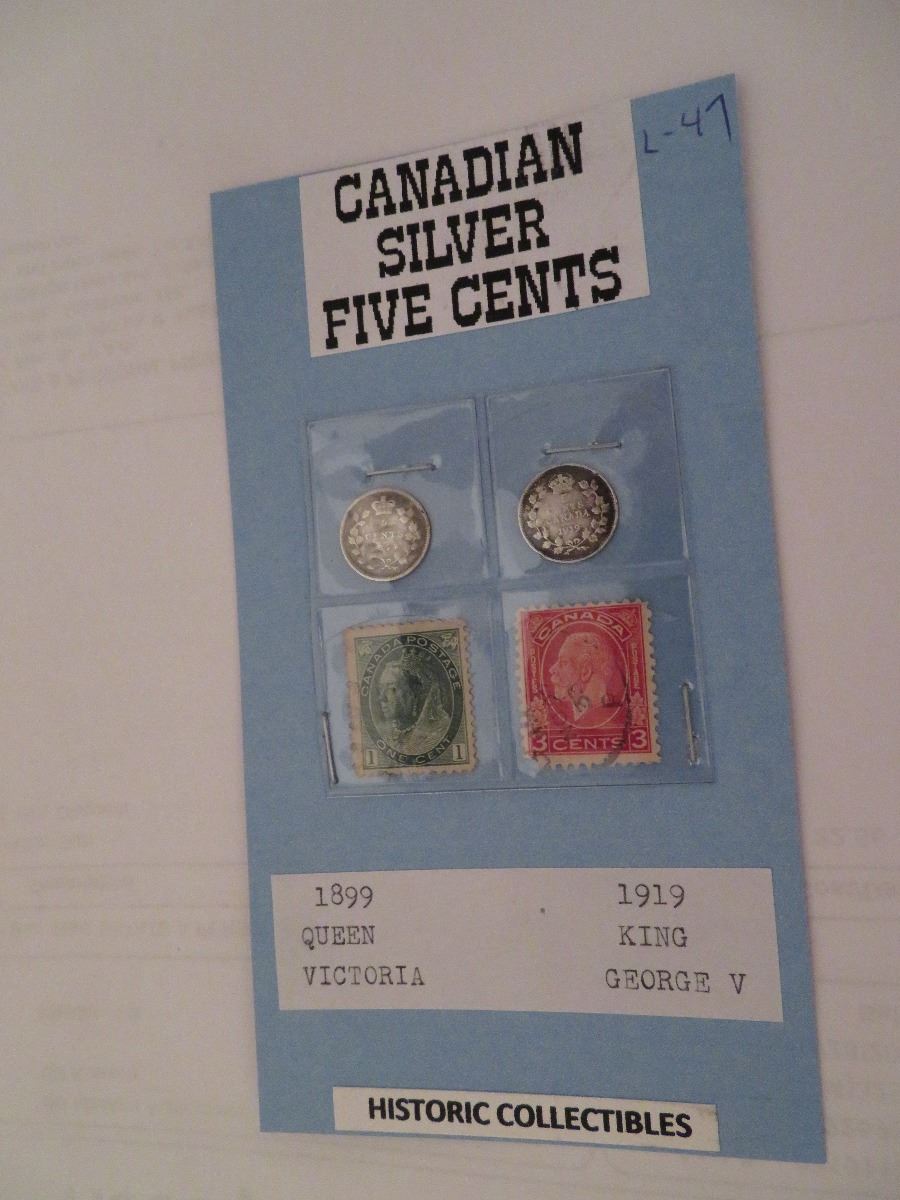 L-47
CANADIAN
SILVER
FIVE CENTS
5
CENTS
CANADA
CANADA POSTAGE
1 1
ONE CENT
CANADA
3 CENTS 3
1899
QUEEN
VICTORIA
1919
KING
GEORGE V
HISTORIC COLLECTIBLES